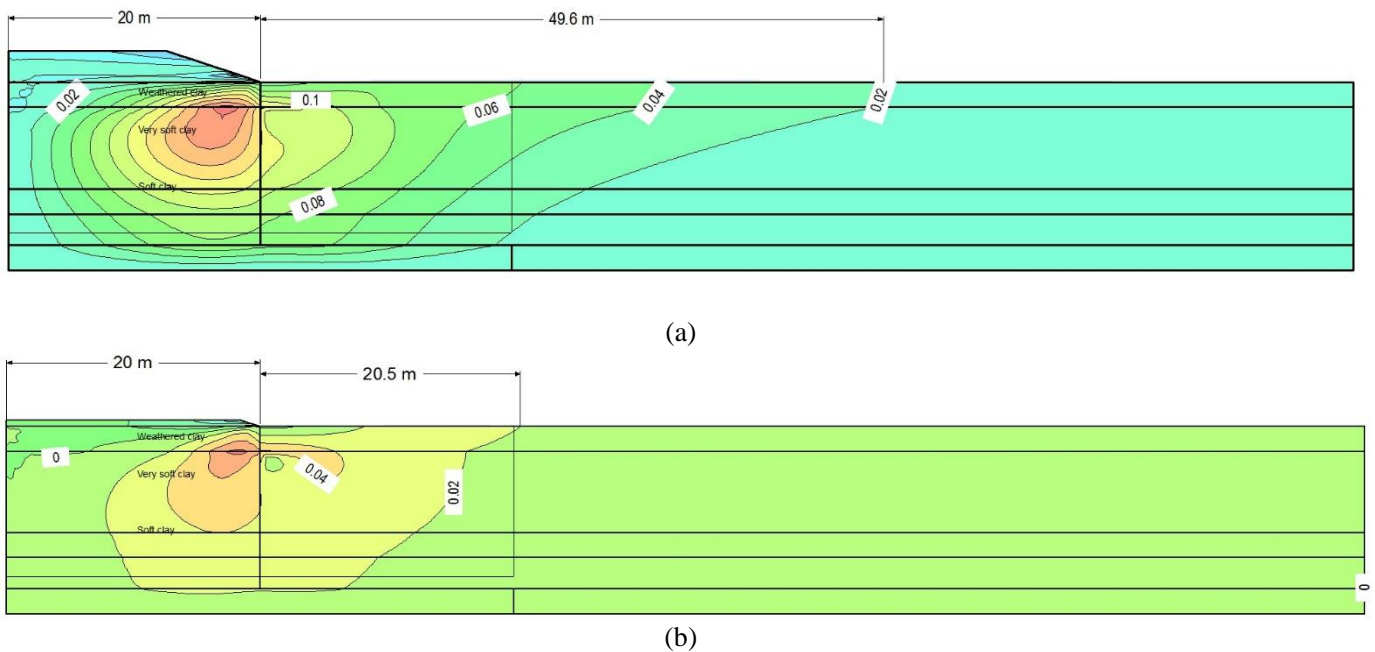 20 m
49.6 m
0.02
Weathered clay
0.1
0.06
0.04
0.02
Very soft clay
Soft clay
0.08
(a)
20 m
20.5 m
Weathered clay
0
Very soft clay
0.04
0.02
Soft clay
0
(b)